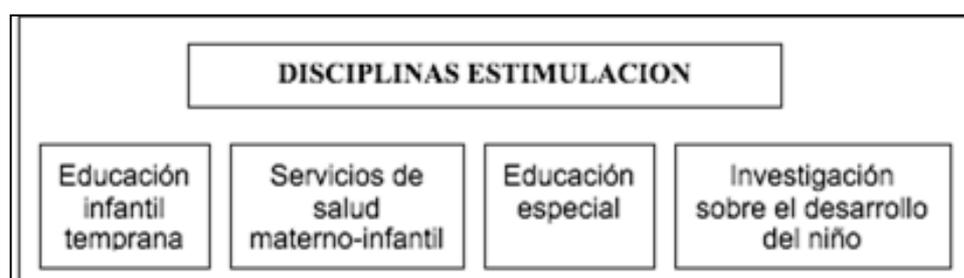 DISCIPLINAS ESTIMULACION
Educación
infantil
temprana
Servicios de
salud
materno-infantil
Educación
especial
Investigación
sobre el desarrollo
del niño